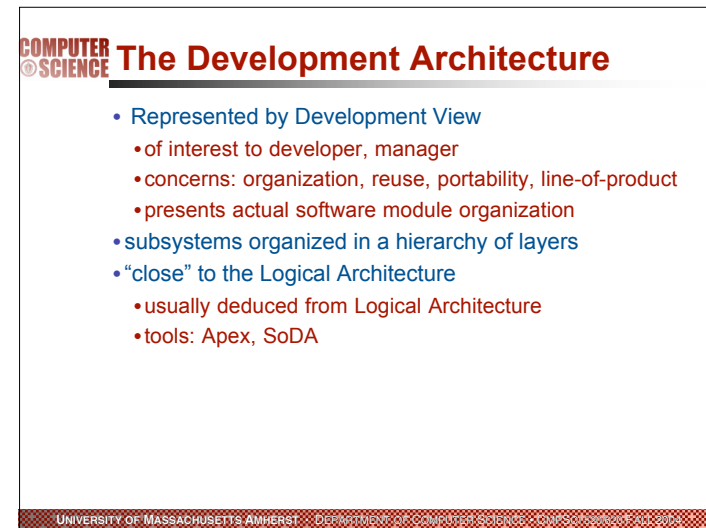 COMPUTER
SCIENCE
The Development Architecture
• Represented by Development View
• of interest to developer, manager
• concerns: organization, reuse, portability, line-of-product
• presents actual software module organization
• subsystems organized in a hierarchy of layers
• “close” to the Logical Architecture
• usually deduced from Logical Architecture
• tools: Apex, SoDA
UNIVERSITY OF MASSACHUSETTS AMHERST DEPARTMENT OF COMPUTER SCIENCE